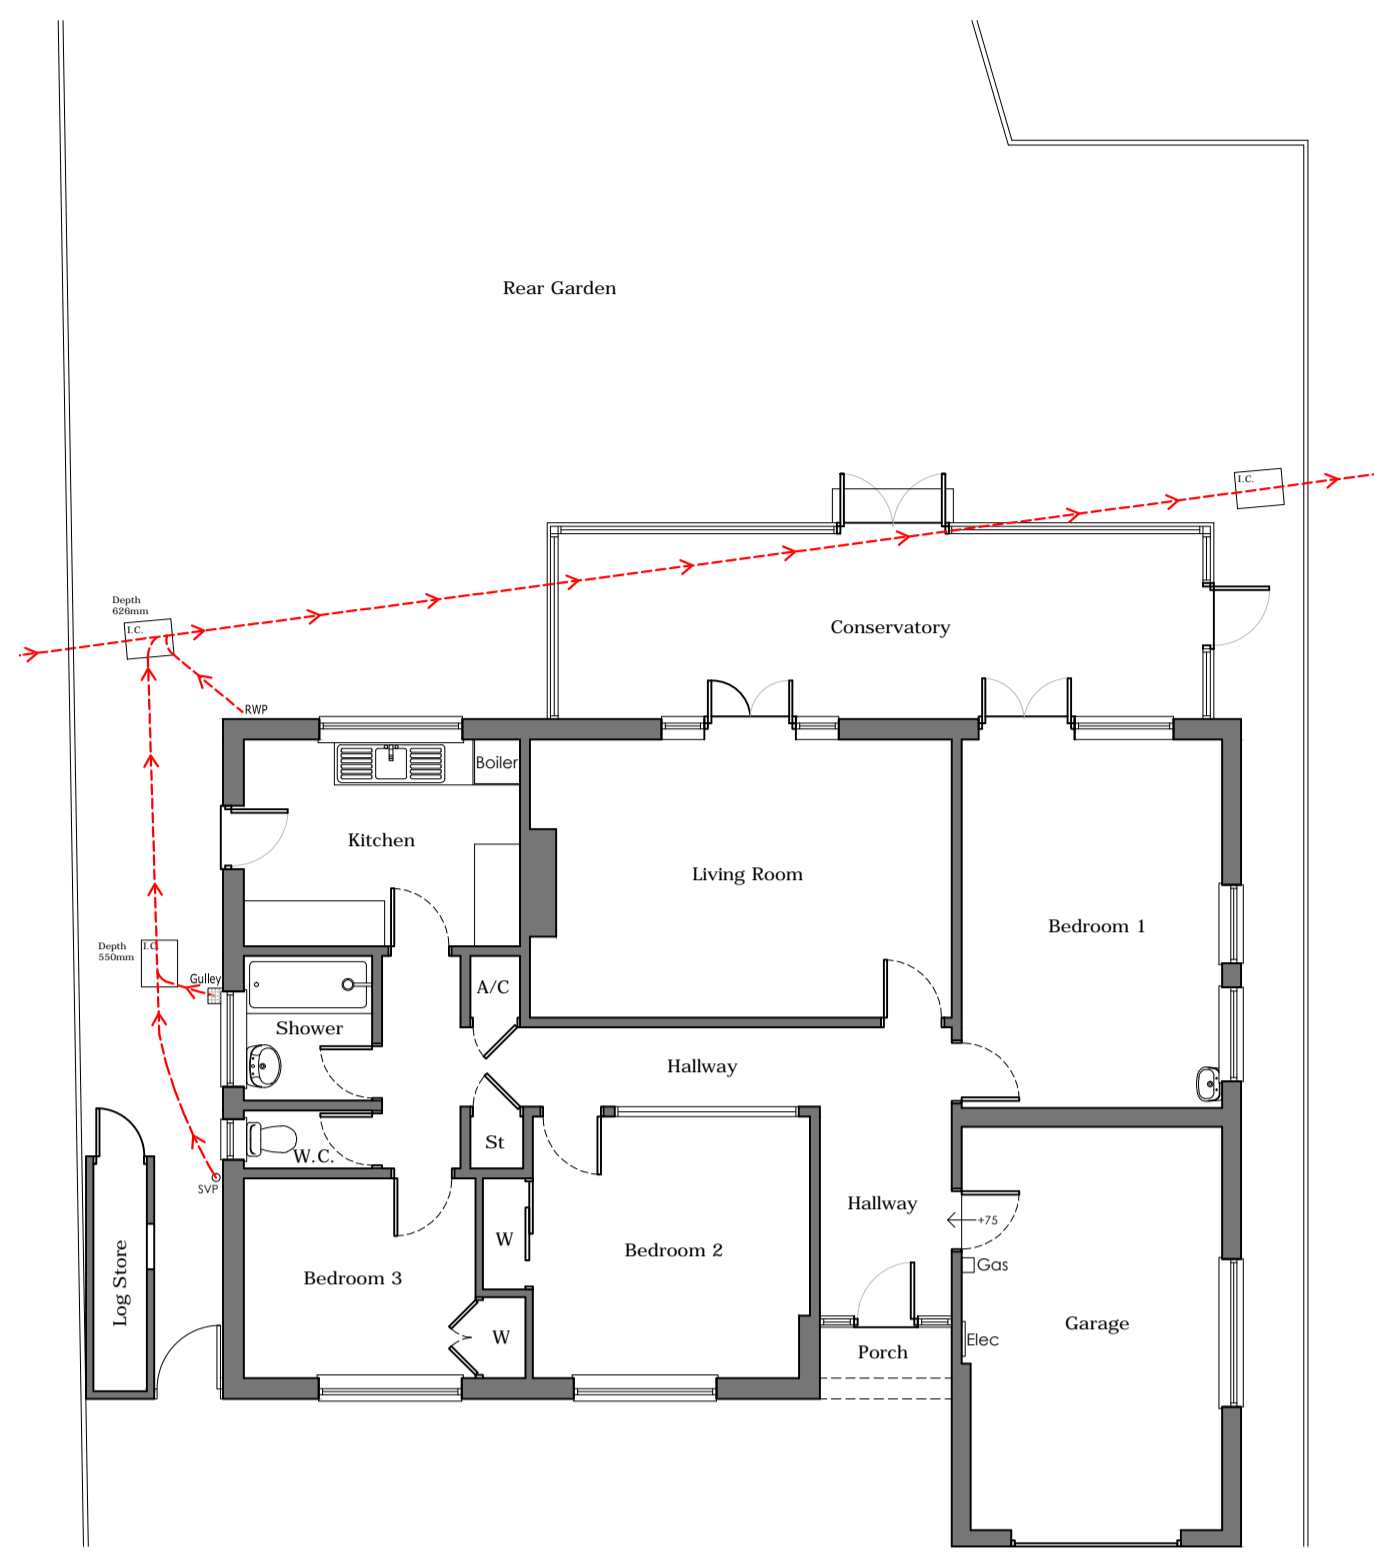 Rear Garden
I.C.
Depth
626mm
I.C.
Conservatory
RWP
Boiler
Kitchen
Living Room
Bedroom 1
Depth
550mm
I.C.
Gulley
A/C
Shower
Hallway
St
W.C.
SVP
Hallway
+75
W
Bedroom 2
Gas
Bedroom 3
Log Store
Garage
W
Elec
Porch